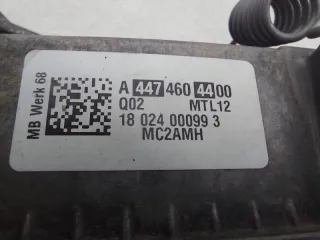 MB Werk 68
A 447 460 44 00
Q02 MTL12
18 024 00099 3
MC2AMH